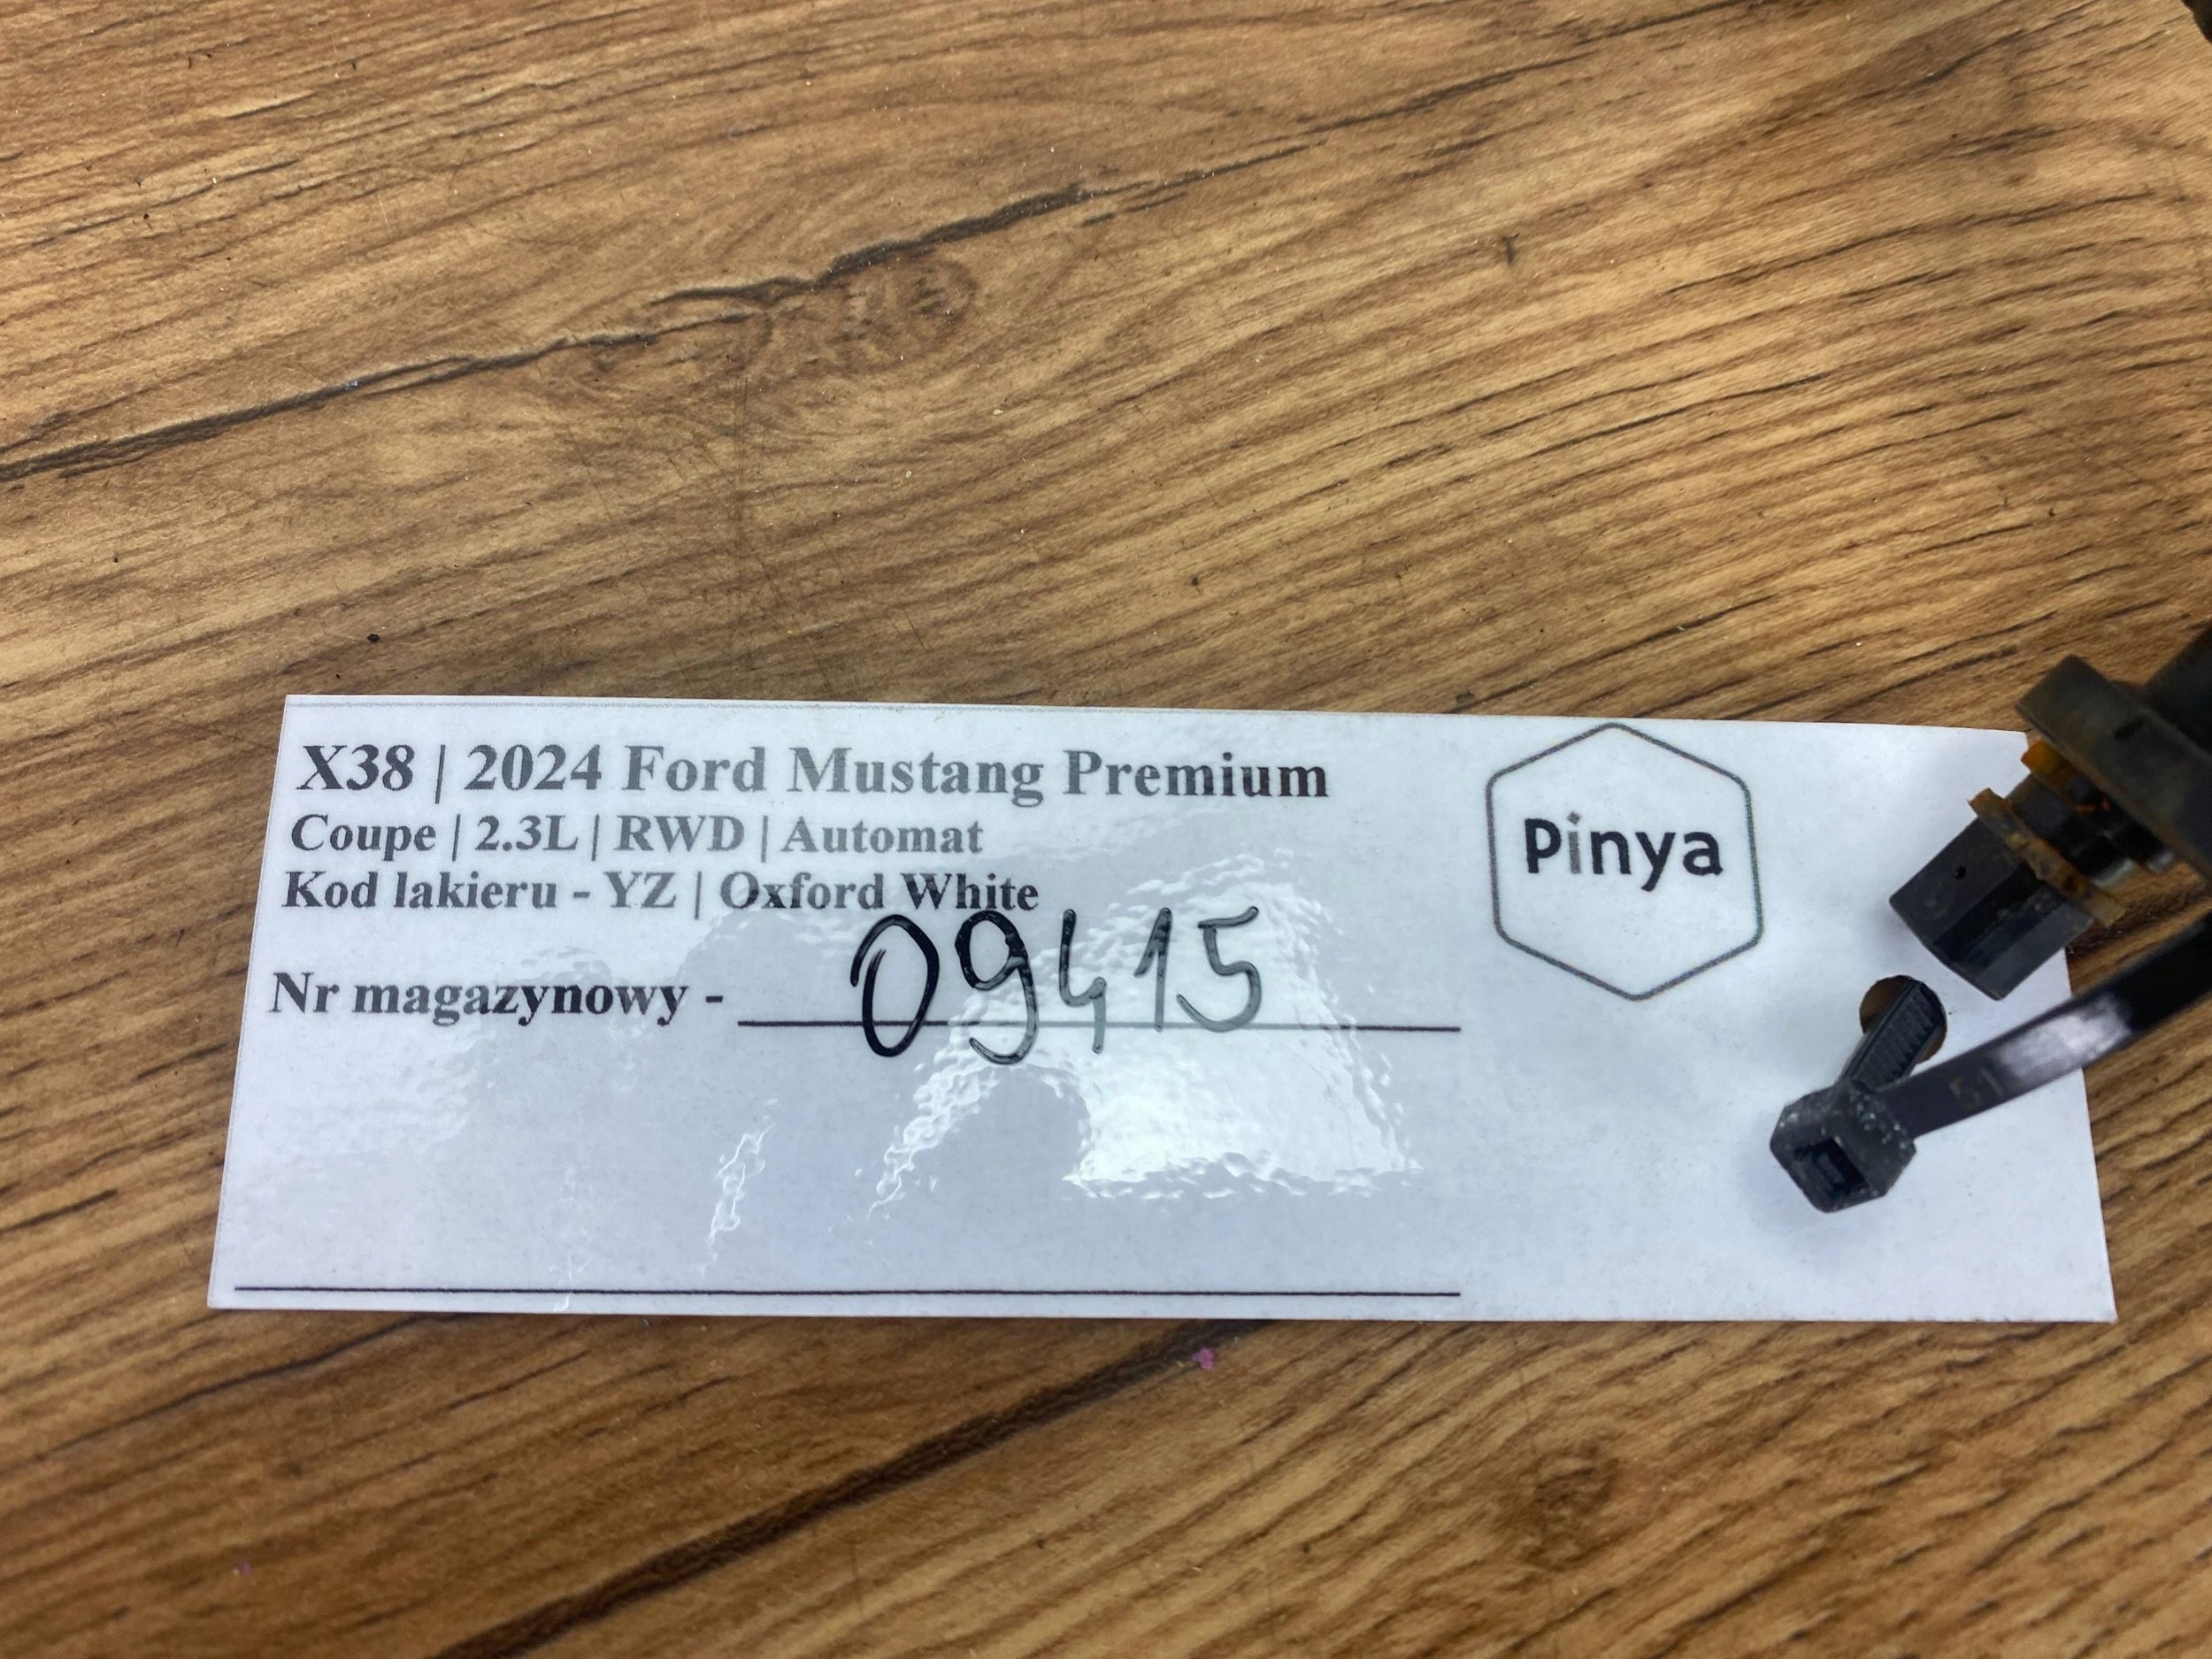 X38 | 2024 Ford Mustang Premium
Coupe | 2.3L | RWD | Automat
Kod lakieru - YZ | Oxford White
Nr magazynowy - 09415
Pinya
51